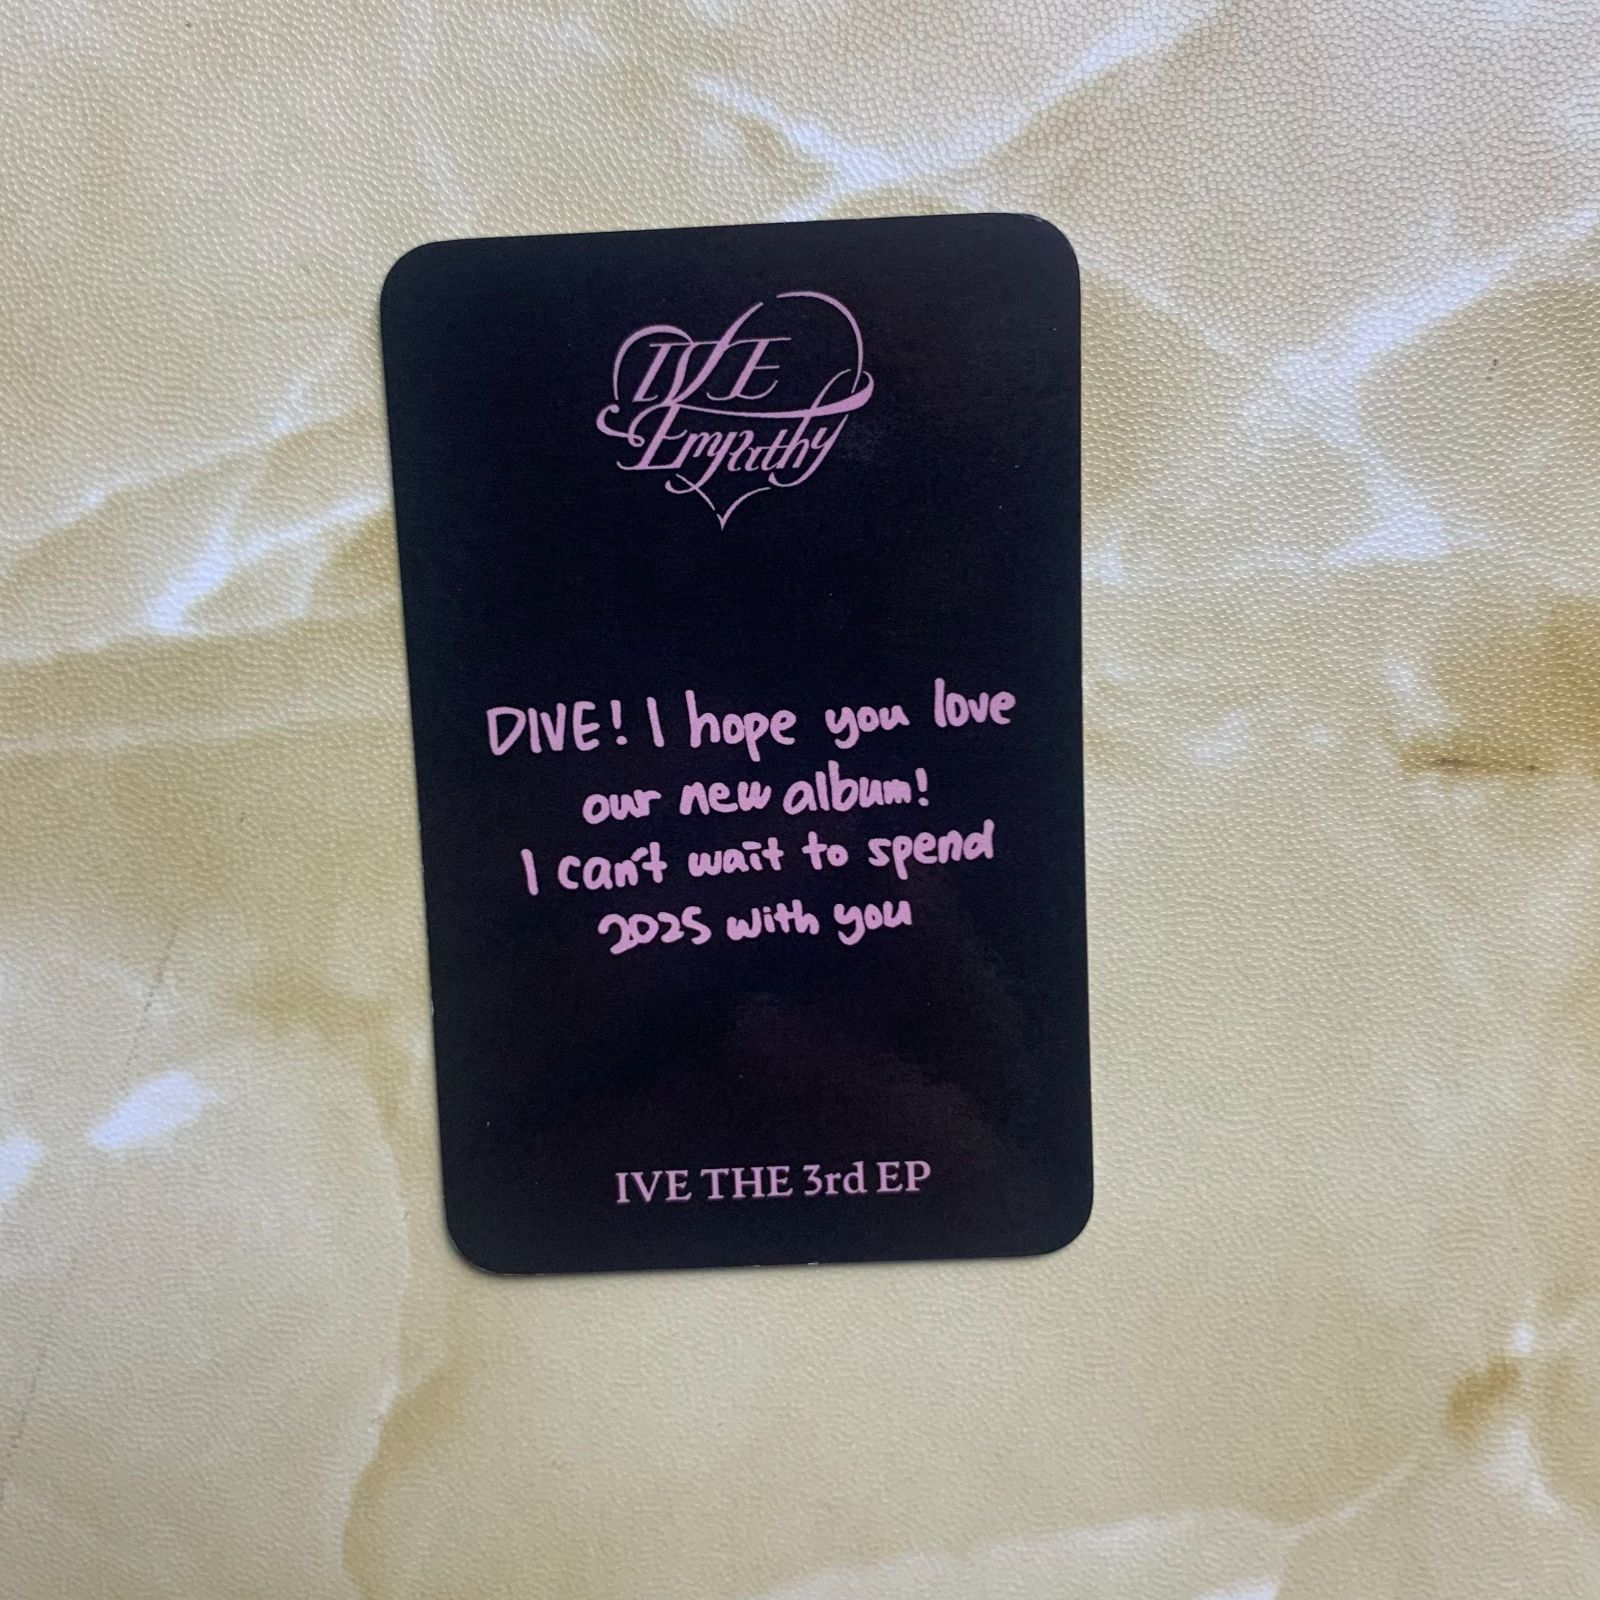 IVE
Empathy
DIVE! I hope you love
our new album!
I can't wait to spend
2025 with you
IVE THE 3rd EP